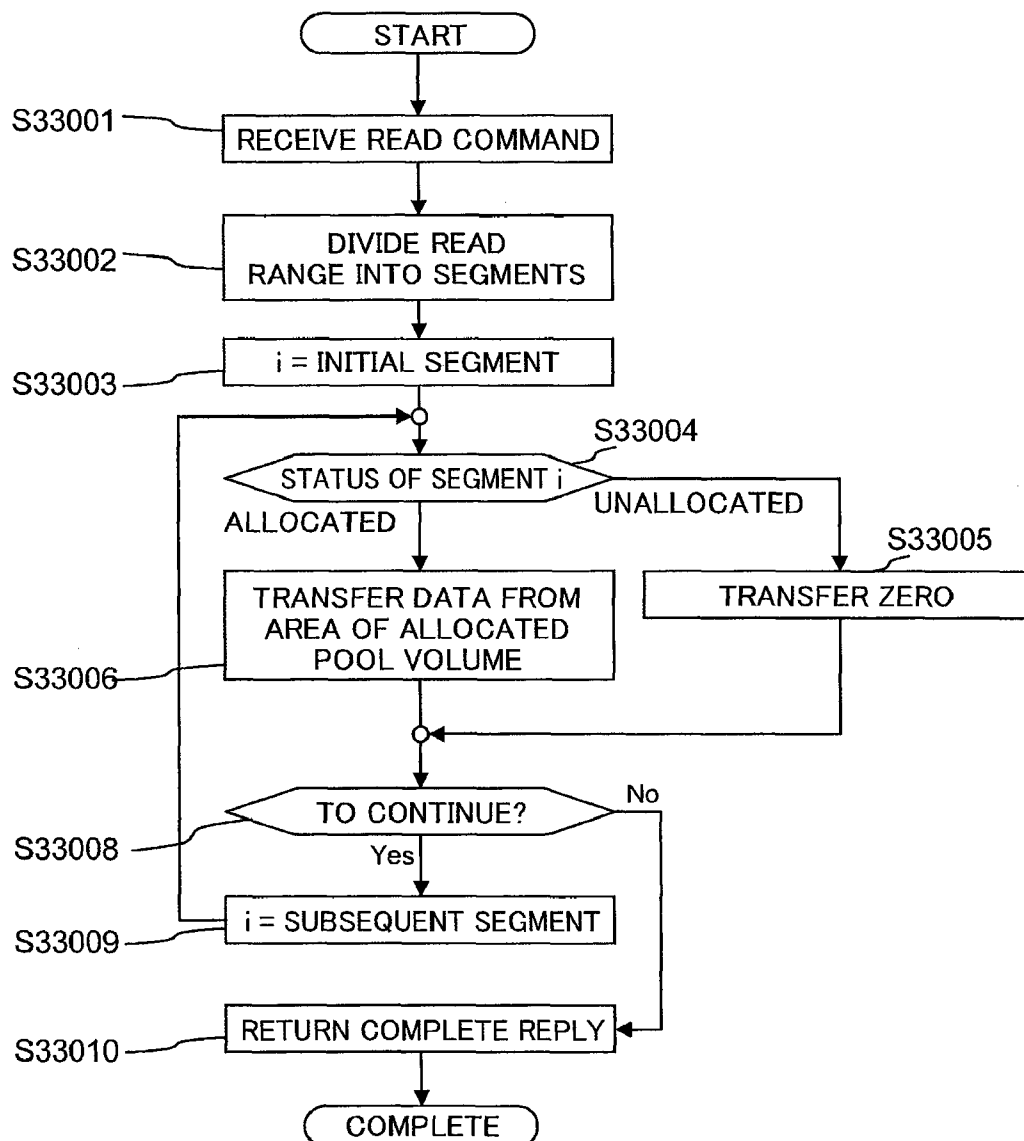 START
S33001
RECEIVE READ COMMAND
S33002
DIVIDE READ
RANGE INTO SEGMENTS
S33003
i = INITIAL SEGMENT
S33004
STATUS OF SEGMENT i
ALLOCATED
UNALLOCATED
S33005
TRANSFER ZERO
S33006
TRANSFER DATA FROM
AREA OF ALLOCATED
POOL VOLUME
S33008
TO CONTINUE?
No
Yes
S33009
i = SUBSEQUENT SEGMENT
S33010
RETURN COMPLETE REPLY
COMPLETE